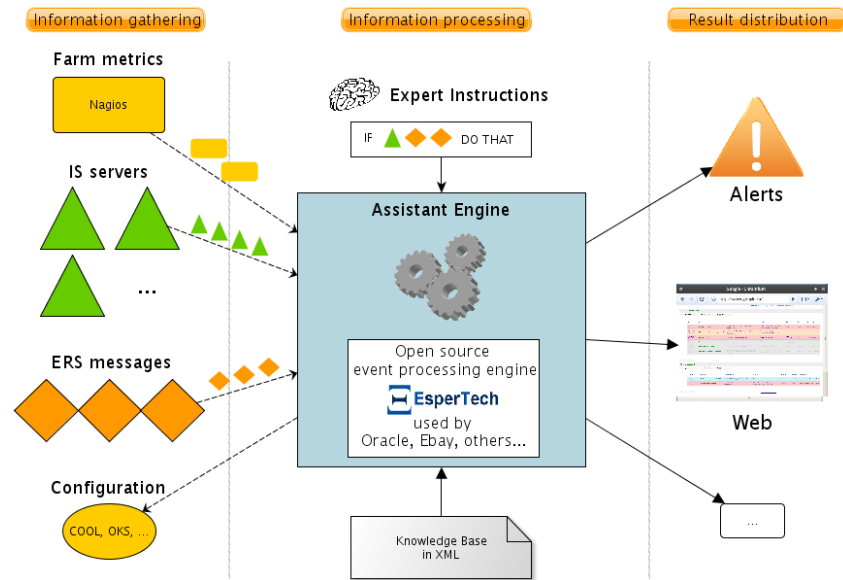 Information gathering
Information processing
Result distribution
Farm metrics
Nagios
IS servers
...
ERS messages
Configuration
COOL, OKS, ...
Expert Instructions
IF
DO THAT
Assistant Engine
Open source
event processing engine
EsperTech
used by
Oracle, Ebay, others...
Knowledge Base
in XML
Alerts
Web
...